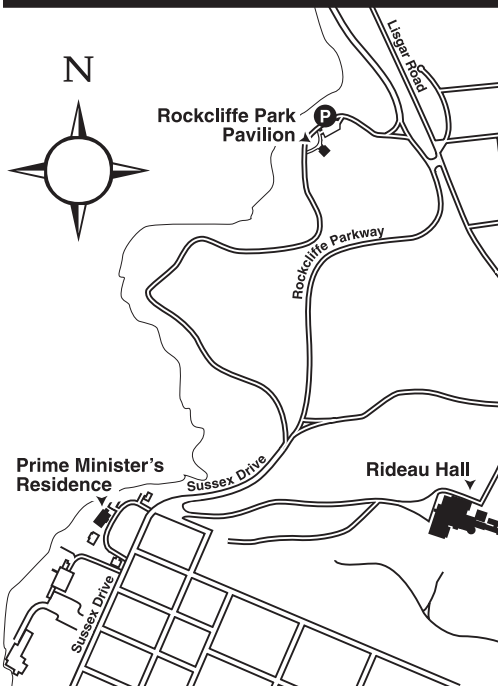 Lisgar Road
N
Rockcliffe Park
Pavilion
P
Rockcliffe Parkway
Sussex Drive
Prime Minister's
Residence
Rideau Hall
Sussex Drive